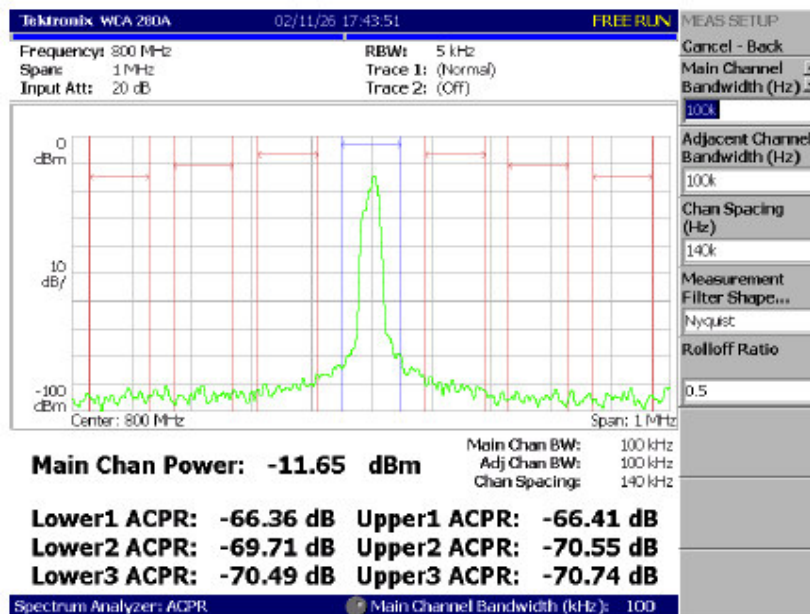 Tektronix WCA 280A 02/11/26 17:43:51 FREE RUN
Frequency: 800 MHz RBW: 5 kHz
Span: 1 MHz Trace 1: (Normal)
Input Att: 20 dB Trace 2: (Off)
0
dBm
10
dB/
-100
dBm
Center: 800 MHz Span: 1 MHz
Main Chan Power: -11.65 dBm
Main Chan BW: 100 kHz
Adj Chan BW: 100 kHz
Chan Spacing: 140 kHz
Lower1 ACPR: -66.36 dB Upper1 ACPR: -66.41 dB
Lower2 ACPR: -69.71 dB Upper2 ACPR: -70.55 dB
Lower3 ACPR: -70.49 dB Upper3 ACPR: -70.74 dB
Spectrum Analyzer: ACPR Main Channel Bandwidth (kHz): 100
MEAS SETUP
Cancel - Back
Main Channel
Bandwidth (Hz)
100k
Adjacent Channel
Bandwidth (Hz)
100k
Chan Spacing
(Hz)
140k
Measurement
Filter Shape...
Nyquist
Rolloff Ratio
0.5